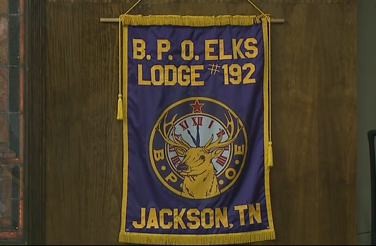 B. P. O. ELKS
LODGE #192
B. P. O. E
JACKSON, TN